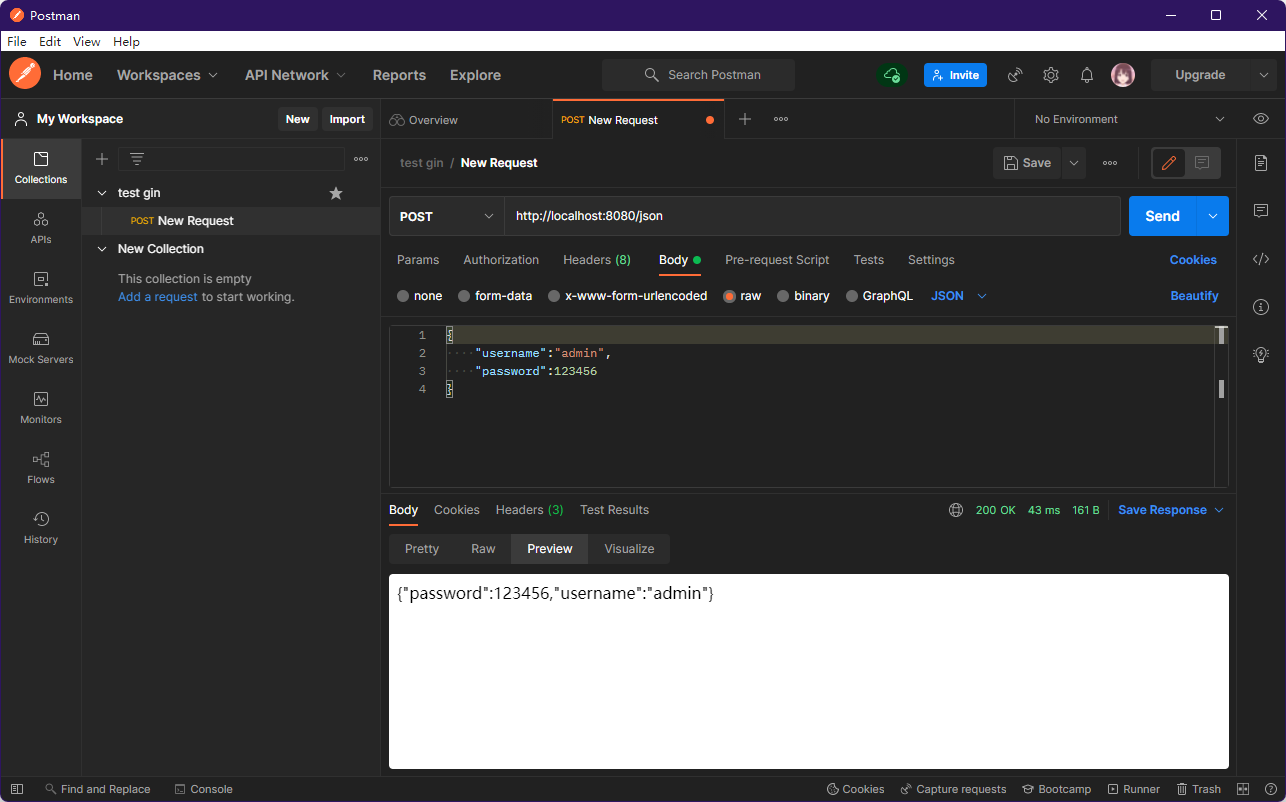 Postman
File Edit View Help
Home Workspaces API Network Reports Explore Search Postman Invite Upgrade
My Workspace New Import Overview POST New Request No Environment
Collections
APIs
Environments
Mock Servers
Monitors
Flows
History
test gin
POST New Request
New Collection
This collection is empty
Add a request to start working.
test gin / New Request Save
POST http://localhost:8080/json Send
Params Authorization Headers (8) Body Pre-request Script Tests Settings Cookies
none form-data x-www-form-urlencoded raw binary GraphQL JSON Beautify
1 {
2 ····"username":"admin",
3 ····"password":123456
4 }
Body Cookies Headers (3) Test Results 200 OK 43 ms 161 B Save Response
Pretty Raw Preview Visualize
{"password":123456,"username":"admin"}
Find and Replace Console Cookies Capture requests Bootcamp Runner Trash